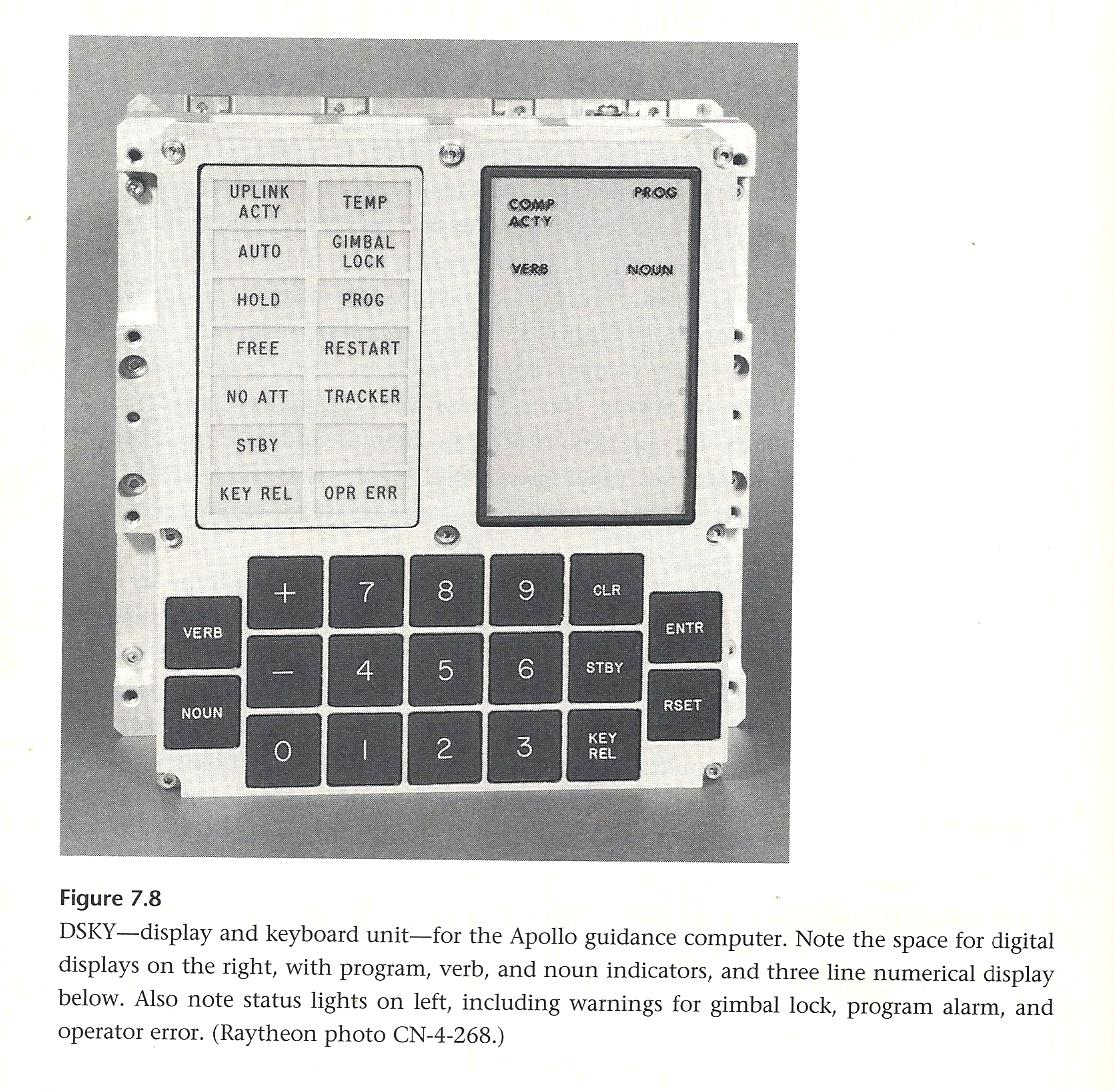 UPLINK
ACTY
TEMP
AUTO
GIMBAL
LOCK
HOLD
PROG
FREE
RESTART
NO ATT
TRACKER
STBY
KEY REL
OPR ERR
COMP
ACTY
PROG
VERB
NOUN
+ 7 8 9 CLR
VERB
ENTR
− 4 5 6 STBY
NOUN
RSET
0 1 2 3 KEY
REL
Figure 7.8
DSKY—display and keyboard unit—for the Apollo guidance computer. Note the space for digital
displays on the right, with program, verb, and noun indicators, and three line numerical display
below. Also note status lights on left, including warnings for gimbal lock, program alarm, and
operator error. (Raytheon photo CN-4-268.)